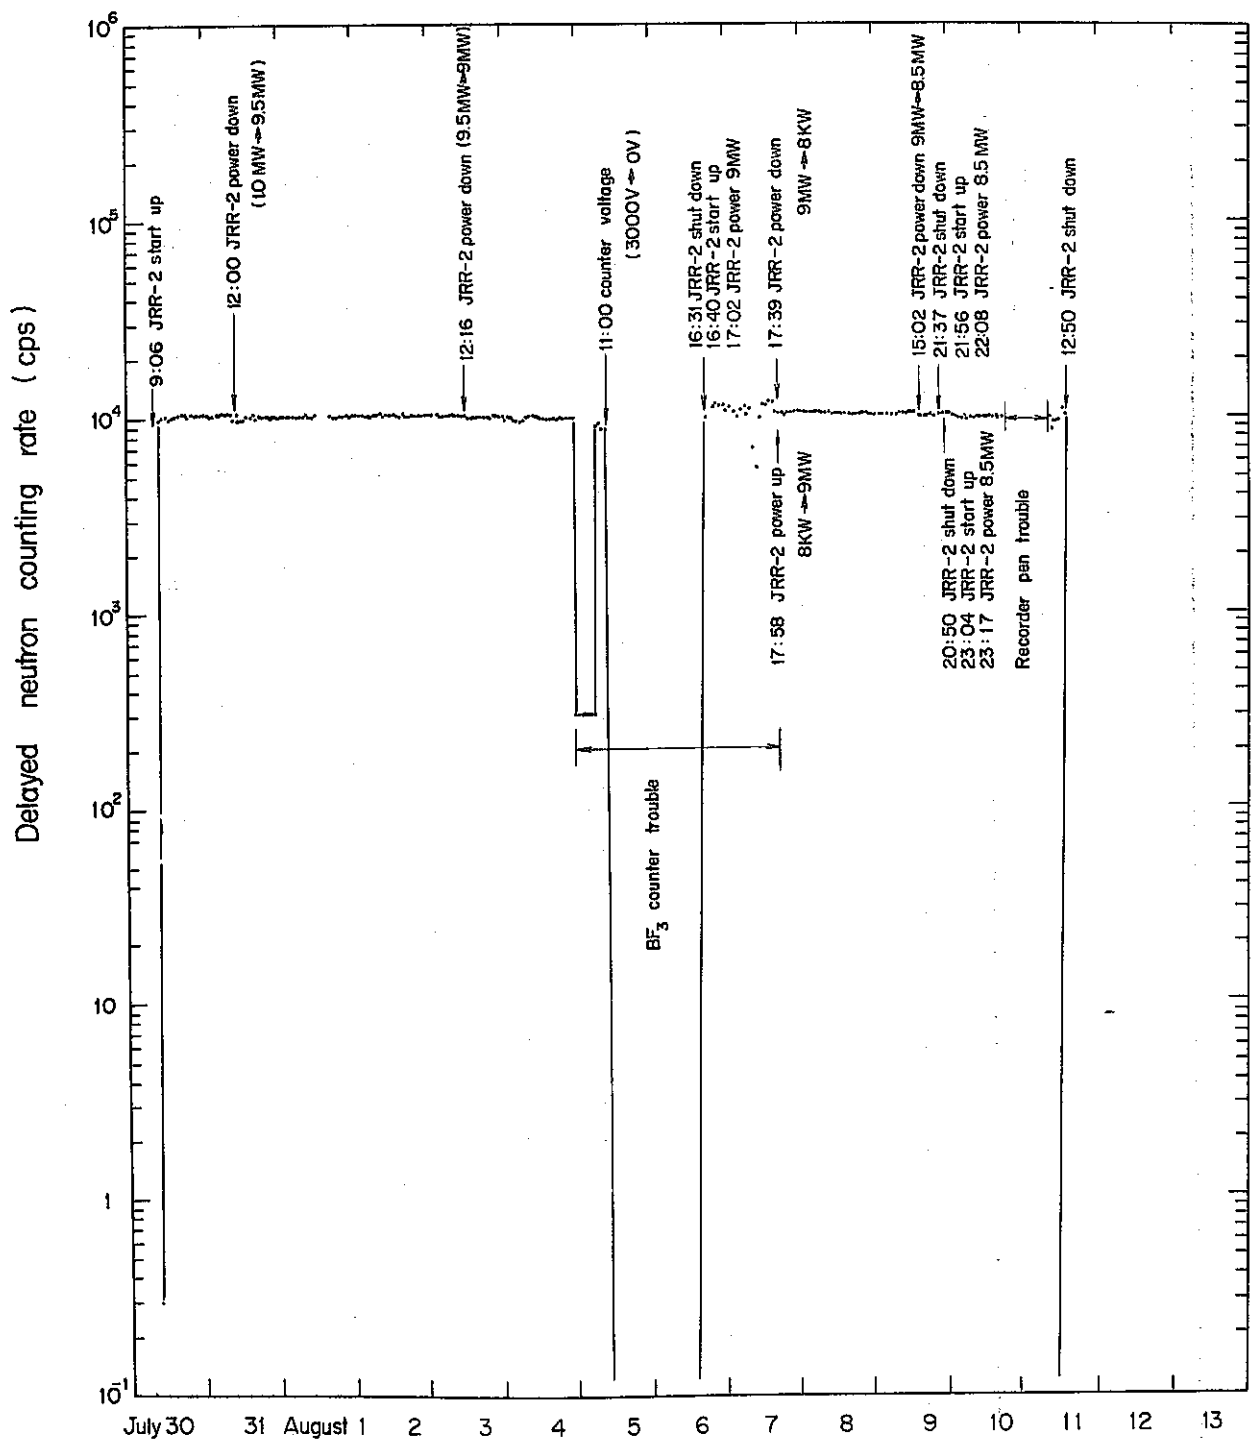 Delayed neutron counting rate (cps)
10⁶
10⁵
10⁴
10³
10²
10
1
10⁻¹
9:06 JRR-2 start up
12:00 JRR-2 power down
(10 MW→9.5MW)
12:16 JRR-2 power down (9.5MW→9MW)
11:00 counter voltage
(3000V→0V)
16:31 JRR-2 shut down
16:40 JRR-2 start up
17:02 JRR-2 power 9MW
17:39 JRR-2 power down
9MW→8KW
15:02 JRR-2 power down 9MW→8.5MW
21:37 JRR-2 shut down
21:56 JRR-2 start up
22:08 JRR-2 power 8.5MW
12:50 JRR-2 shut down
17:58 JRR-2 power up
8KW→9MW
20:50 JRR-2 shut down
23:04 JRR-2 start up
23:17 JRR-2 power 8.5MW
Recorder pen trouble
BF₃ counter trouble
July 30 31 August 1 2 3 4 5 6 7 8 9 10 11 12 13